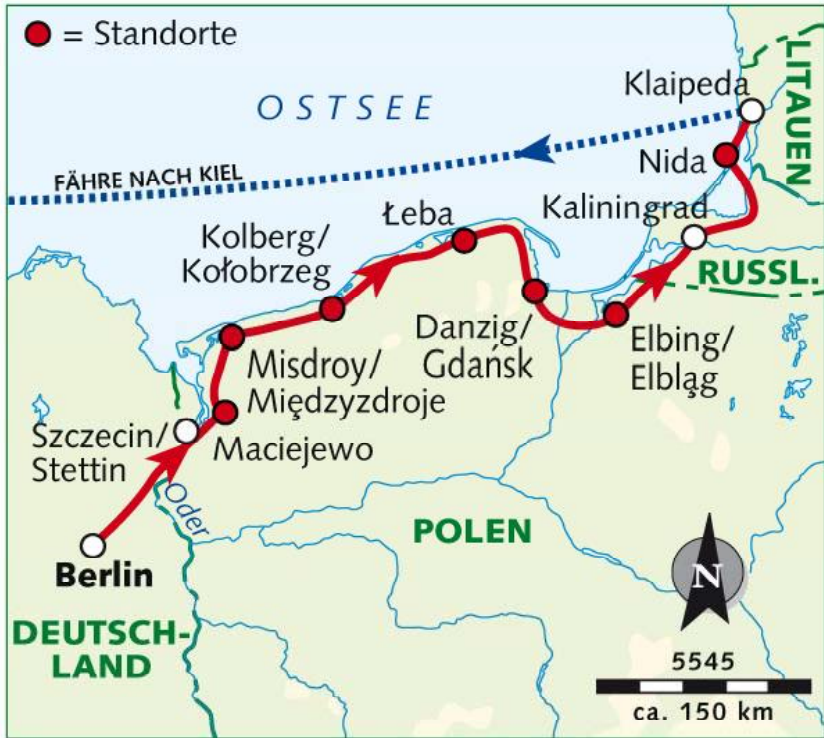 = Standorte
LITAUEN
Klaipeda
OSTSEE
Nida
FÄHRE NACH KIEL
Łeba
Kaliningrad
Kolberg/
Kołobrzeg
RUSSL.
Danzig/
Gdańsk
Elbing/
Elbląg
Misdroy/
Międzyzdroje
Szczecin/
Stettin
Maciejewo
Oder
POLEN
Berlin
N
DEUTSCH-
LAND
5545
ca. 150 km